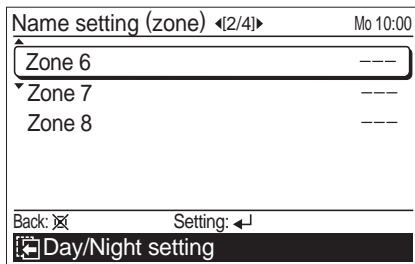 Name setting (zone) ◂[2/4]▸ Mo 10:00
Zone 6 ---
Zone 7 ---
Zone 8 ---
Back: Setting:
Day/Night setting